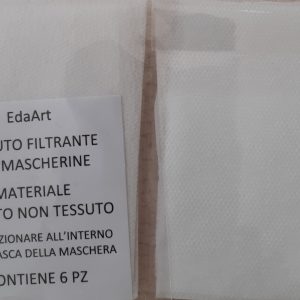 EdaArt
UTO FILTRANTE
MASCHERINE
MATERIALE
TO NON TESSUTO
ZIONARE ALL'INTERNO
ASCA DELLA MASCHERA
ONTIENE 6 PZ